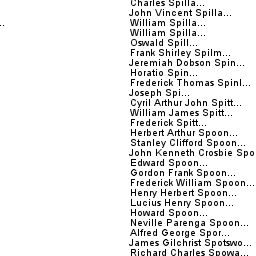 Charles Spilla...
John Vincent Spilla...
...
William Spilla...
William Spilla...
Oswald Spill...
Frank Shirley Spilm...
Jeremiah Dobson Spin...
Horatio Spin...
Frederick Thomas Spinl...
Joseph Spi...
Cyril Arthur John Spitt...
William James Spitt...
Frederick Spitt...
Herbert Arthur Spoon...
Stanley Clifford Spoon...
John Kenneth Crosbie Spo
Edward Spoon...
Gordon Frank Spoon...
Frederick William Spoon...
Henry Herbert Spoon...
Lucius Henry Spoon...
Howard Spoon...
Neville Parenga Spoon...
Alfred George Spor...
James Gilchrist Spotswo...
Richard Charles Spowa...